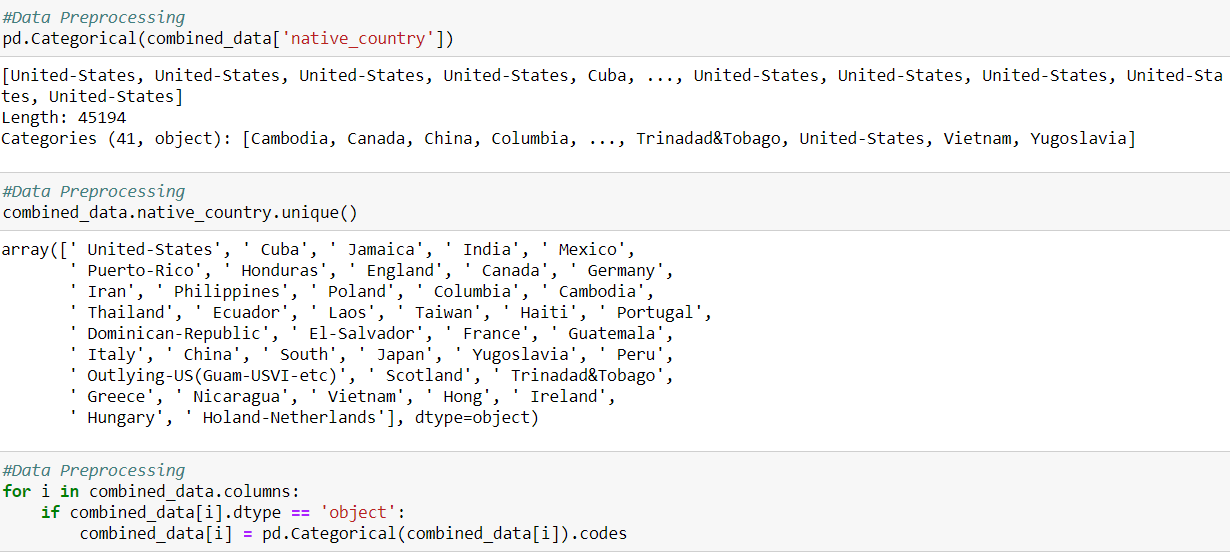 #Data Preprocessing
pd.Categorical(combined_data['native_country'])
[United-States, United-States, United-States, United-States, Cuba, ..., United-States, United-States, United-States, United-Sta
tes, United-States]
Length: 45194
Categories (41, object): [Cambodia, Canada, China, Columbia, ..., Trinadad&Tobago, United-States, Vietnam, Yugoslavia]
#Data Preprocessing
combined_data.native_country.unique()
array([' United-States', ' Cuba', ' Jamaica', ' India', ' Mexico',
       ' Puerto-Rico', ' Honduras', ' England', ' Canada', ' Germany',
       ' Iran', ' Philippines', ' Poland', ' Columbia', ' Cambodia',
       ' Thailand', ' Ecuador', ' Laos', ' Taiwan', ' Haiti', ' Portugal',
       ' Dominican-Republic', ' El-Salvador', ' France', ' Guatemala',
       ' Italy', ' China', ' South', ' Japan', ' Yugoslavia', ' Peru',
       ' Outlying-US(Guam-USVI-etc)', ' Scotland', ' Trinadad&Tobago',
       ' Greece', ' Nicaragua', ' Vietnam', ' Hong', ' Ireland',
       ' Hungary', ' Holand-Netherlands'], dtype=object)
#Data Preprocessing
for i in combined_data.columns:
    if combined_data[i].dtype == 'object':
        combined_data[i] = pd.Categorical(combined_data[i]).codes